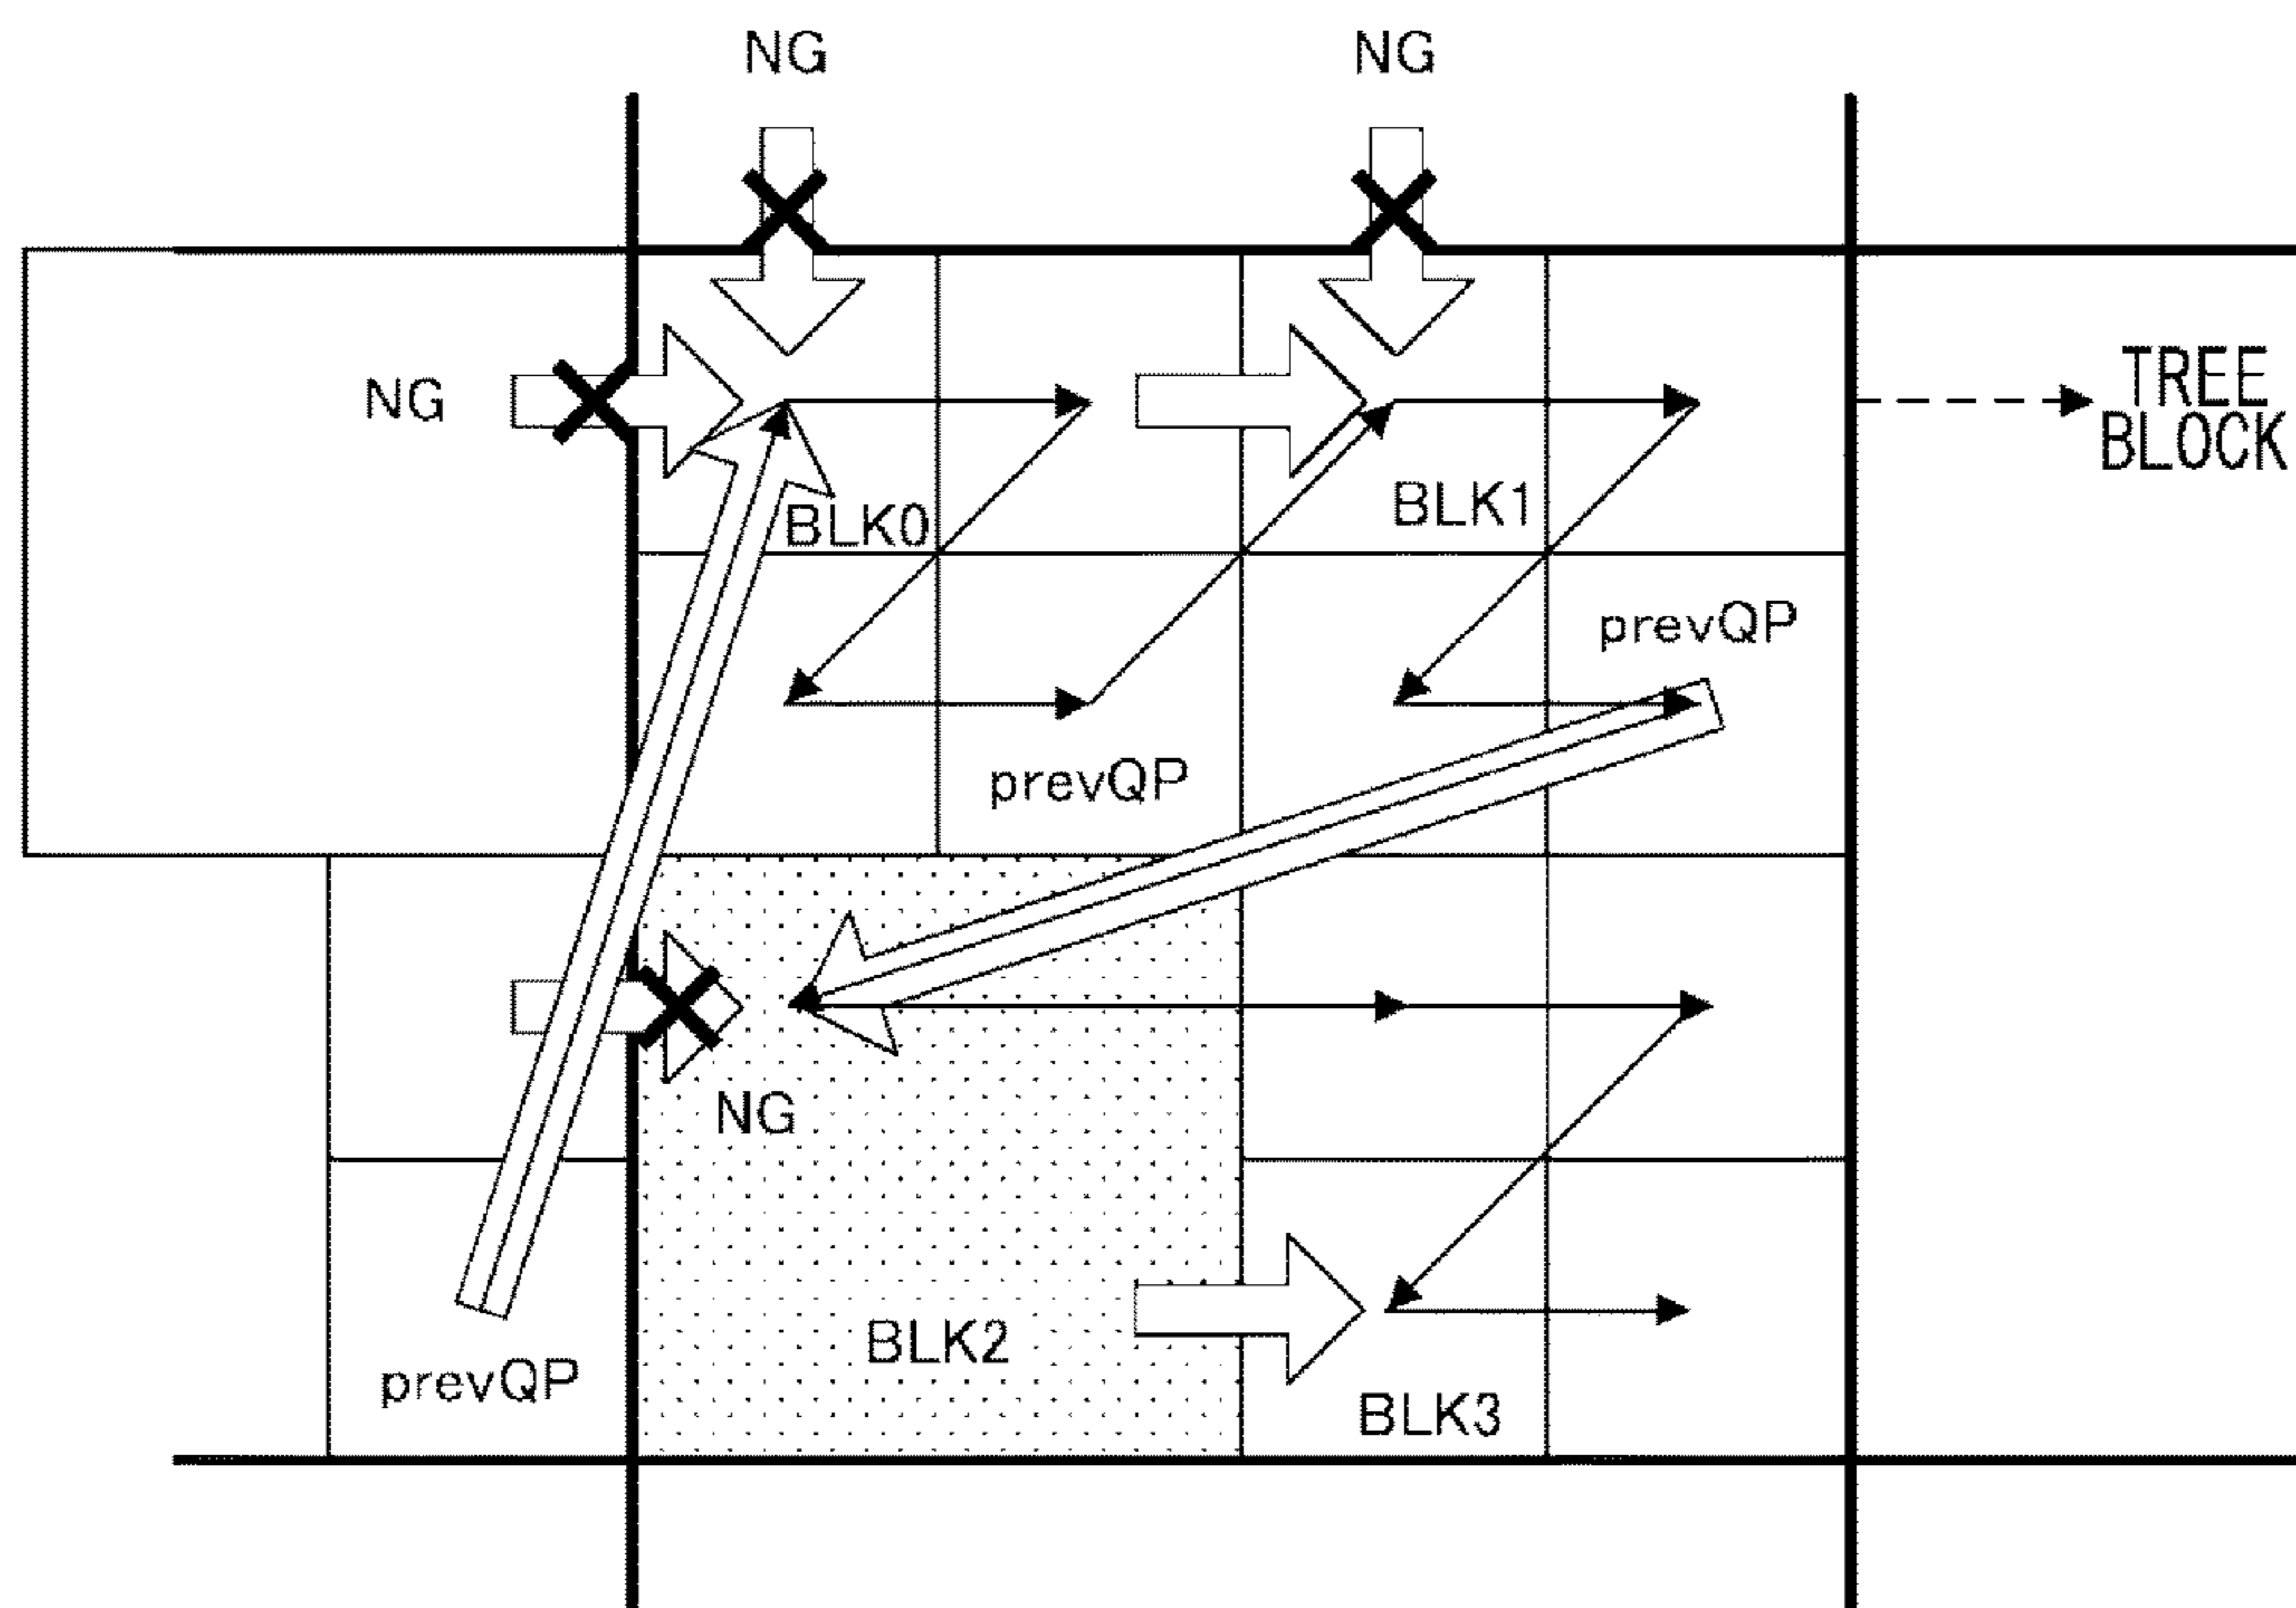 NG
NG
NG
TREE
BLOCK
BLK0
BLK1
prevQP
prevQP
NG
BLK2
prevQP
BLK3